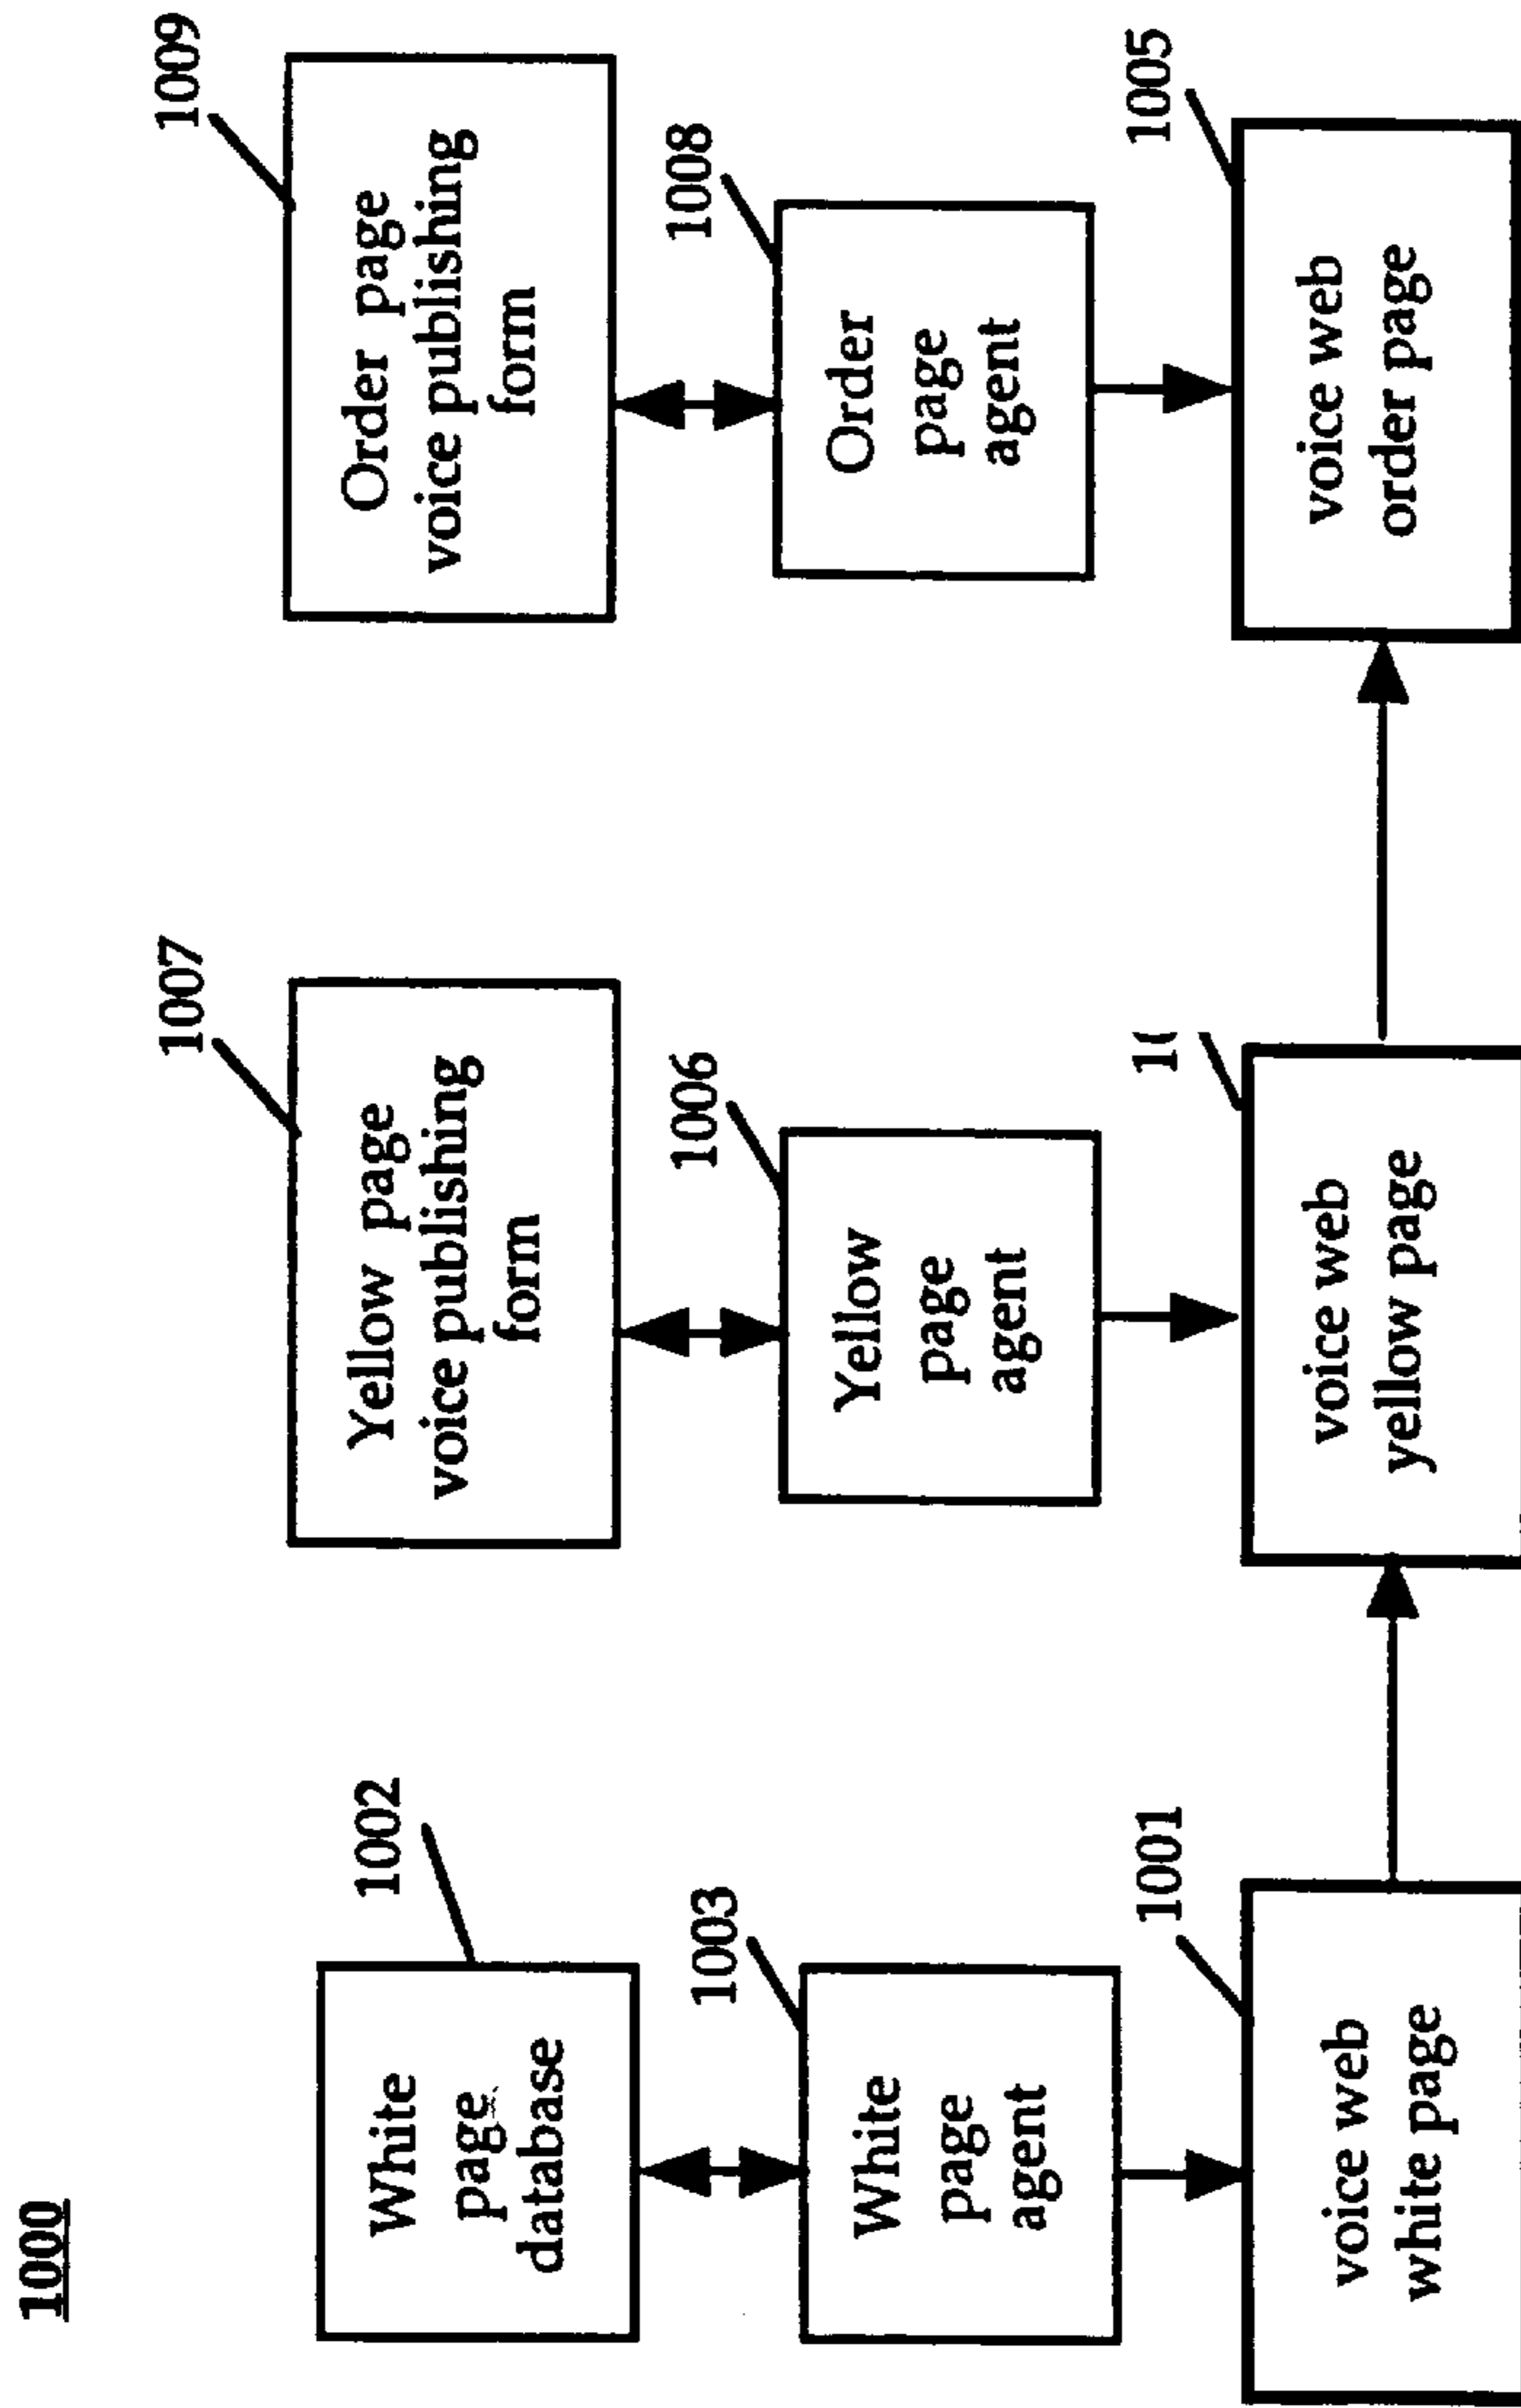 1000
1002
White
page
database
1003
White
page
agent
1001
voice web
white page
1007
Yellow page
voice publishing
form
1006
Yellow
page
agent
voice web
yellow page
1009
Order page
voice publishing
form
1008
Order
page
agent
1005
voice web
order page